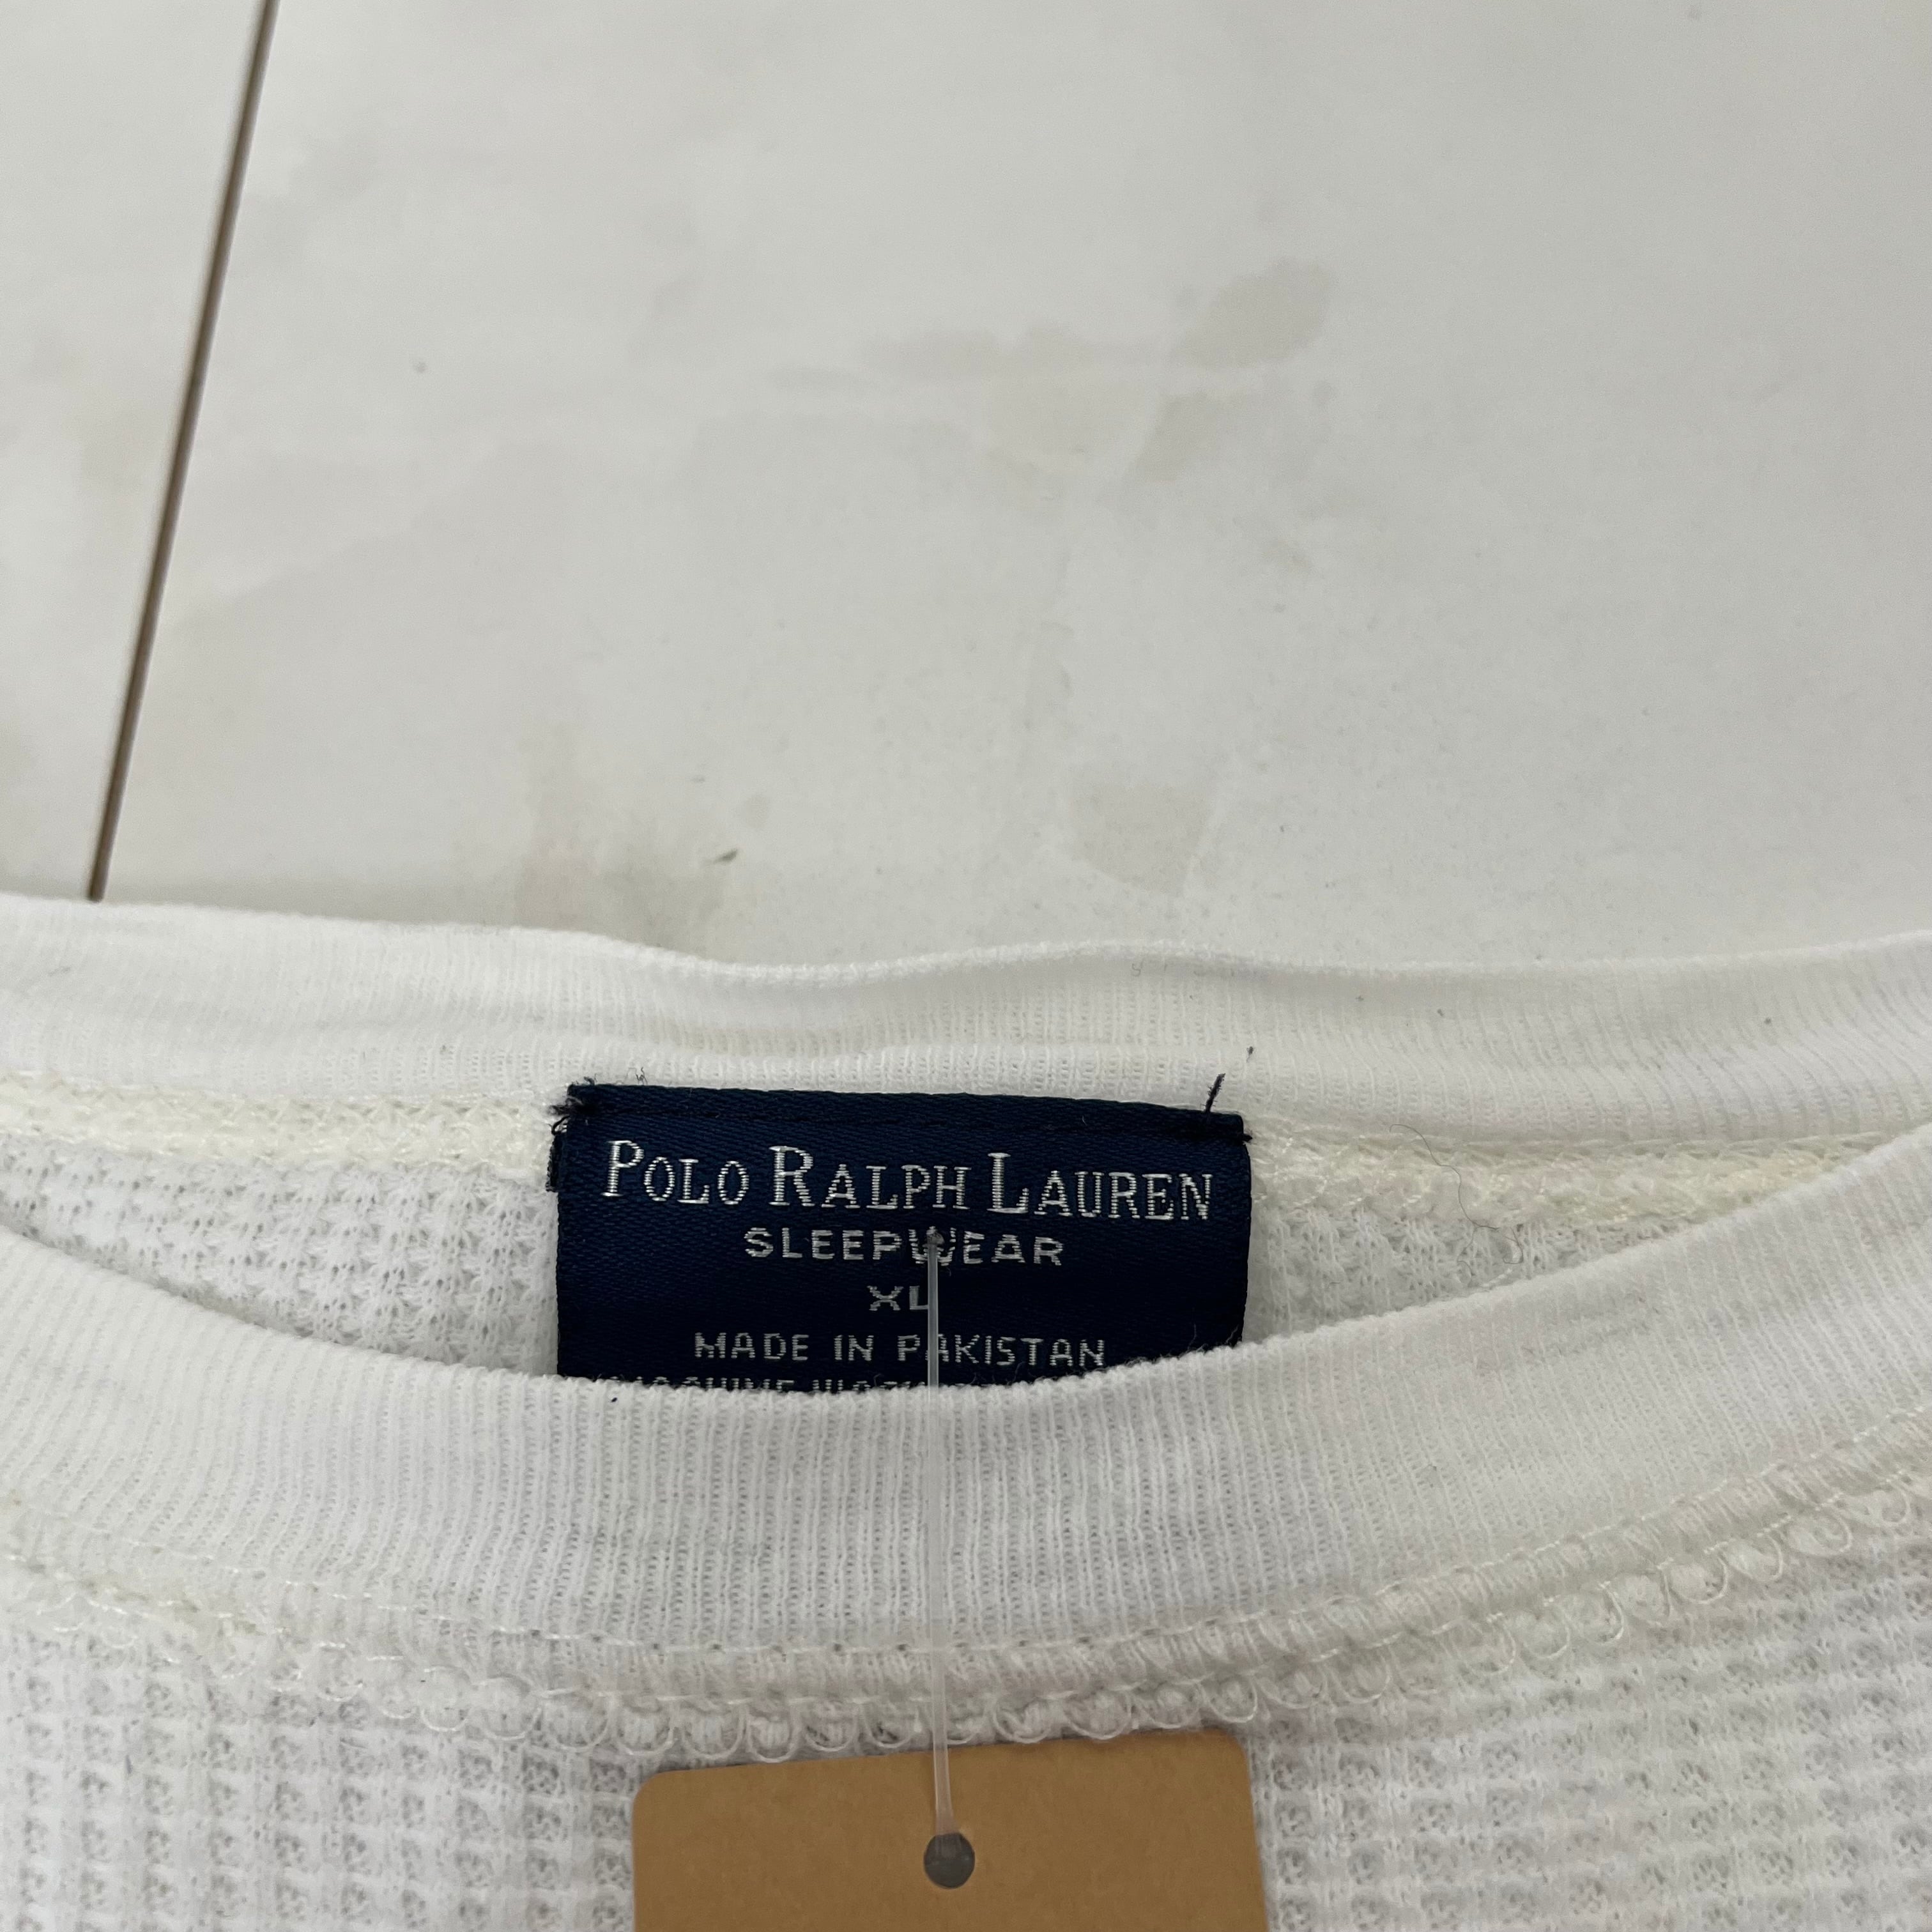 POLO RALPH LAUREN
SLEEPWEAR
XL
MADE IN PAKISTAN